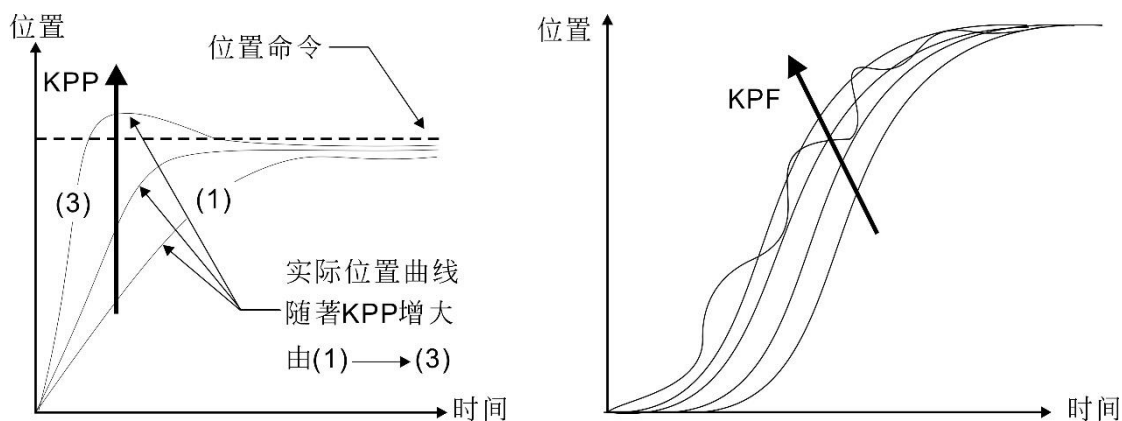 位置
位置命令
KPP
(3)
(1)
实际位置曲线
随著KPP增大
由(1)
(3)
时间
位置
KPF
时间